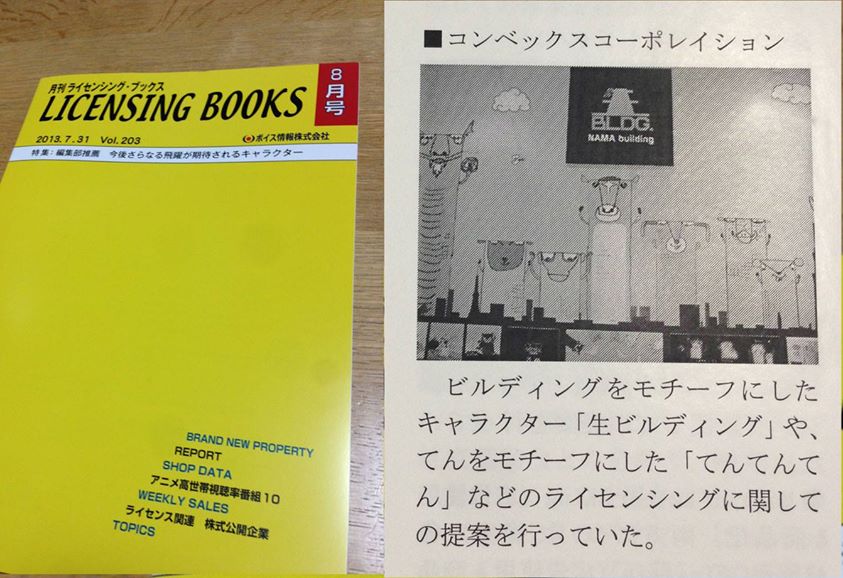 月刊 ライセンシング・ブックス
LICENSING BOOKS
8月号
2013.7.31 Vol.203
ボイス情報株式会社
特集：編集部推薦 今後さらなる飛躍が期待されるキャラクター
BRAND NEW PROPERTY
REPORT
SHOP DATA
アニメ高世帯視聴率番組10
WEEKLY SALES
ライセンス関連 株式公開企業
TOPICS
■コンベックスコーポレイション
BLDG.
NAMA building
ビルディングをモチーフにした
キャラクター「生ビルディング」や、
てんをモチーフにした「てんてんて
ん」などのライセンシングに関して
の提案を行っていた。